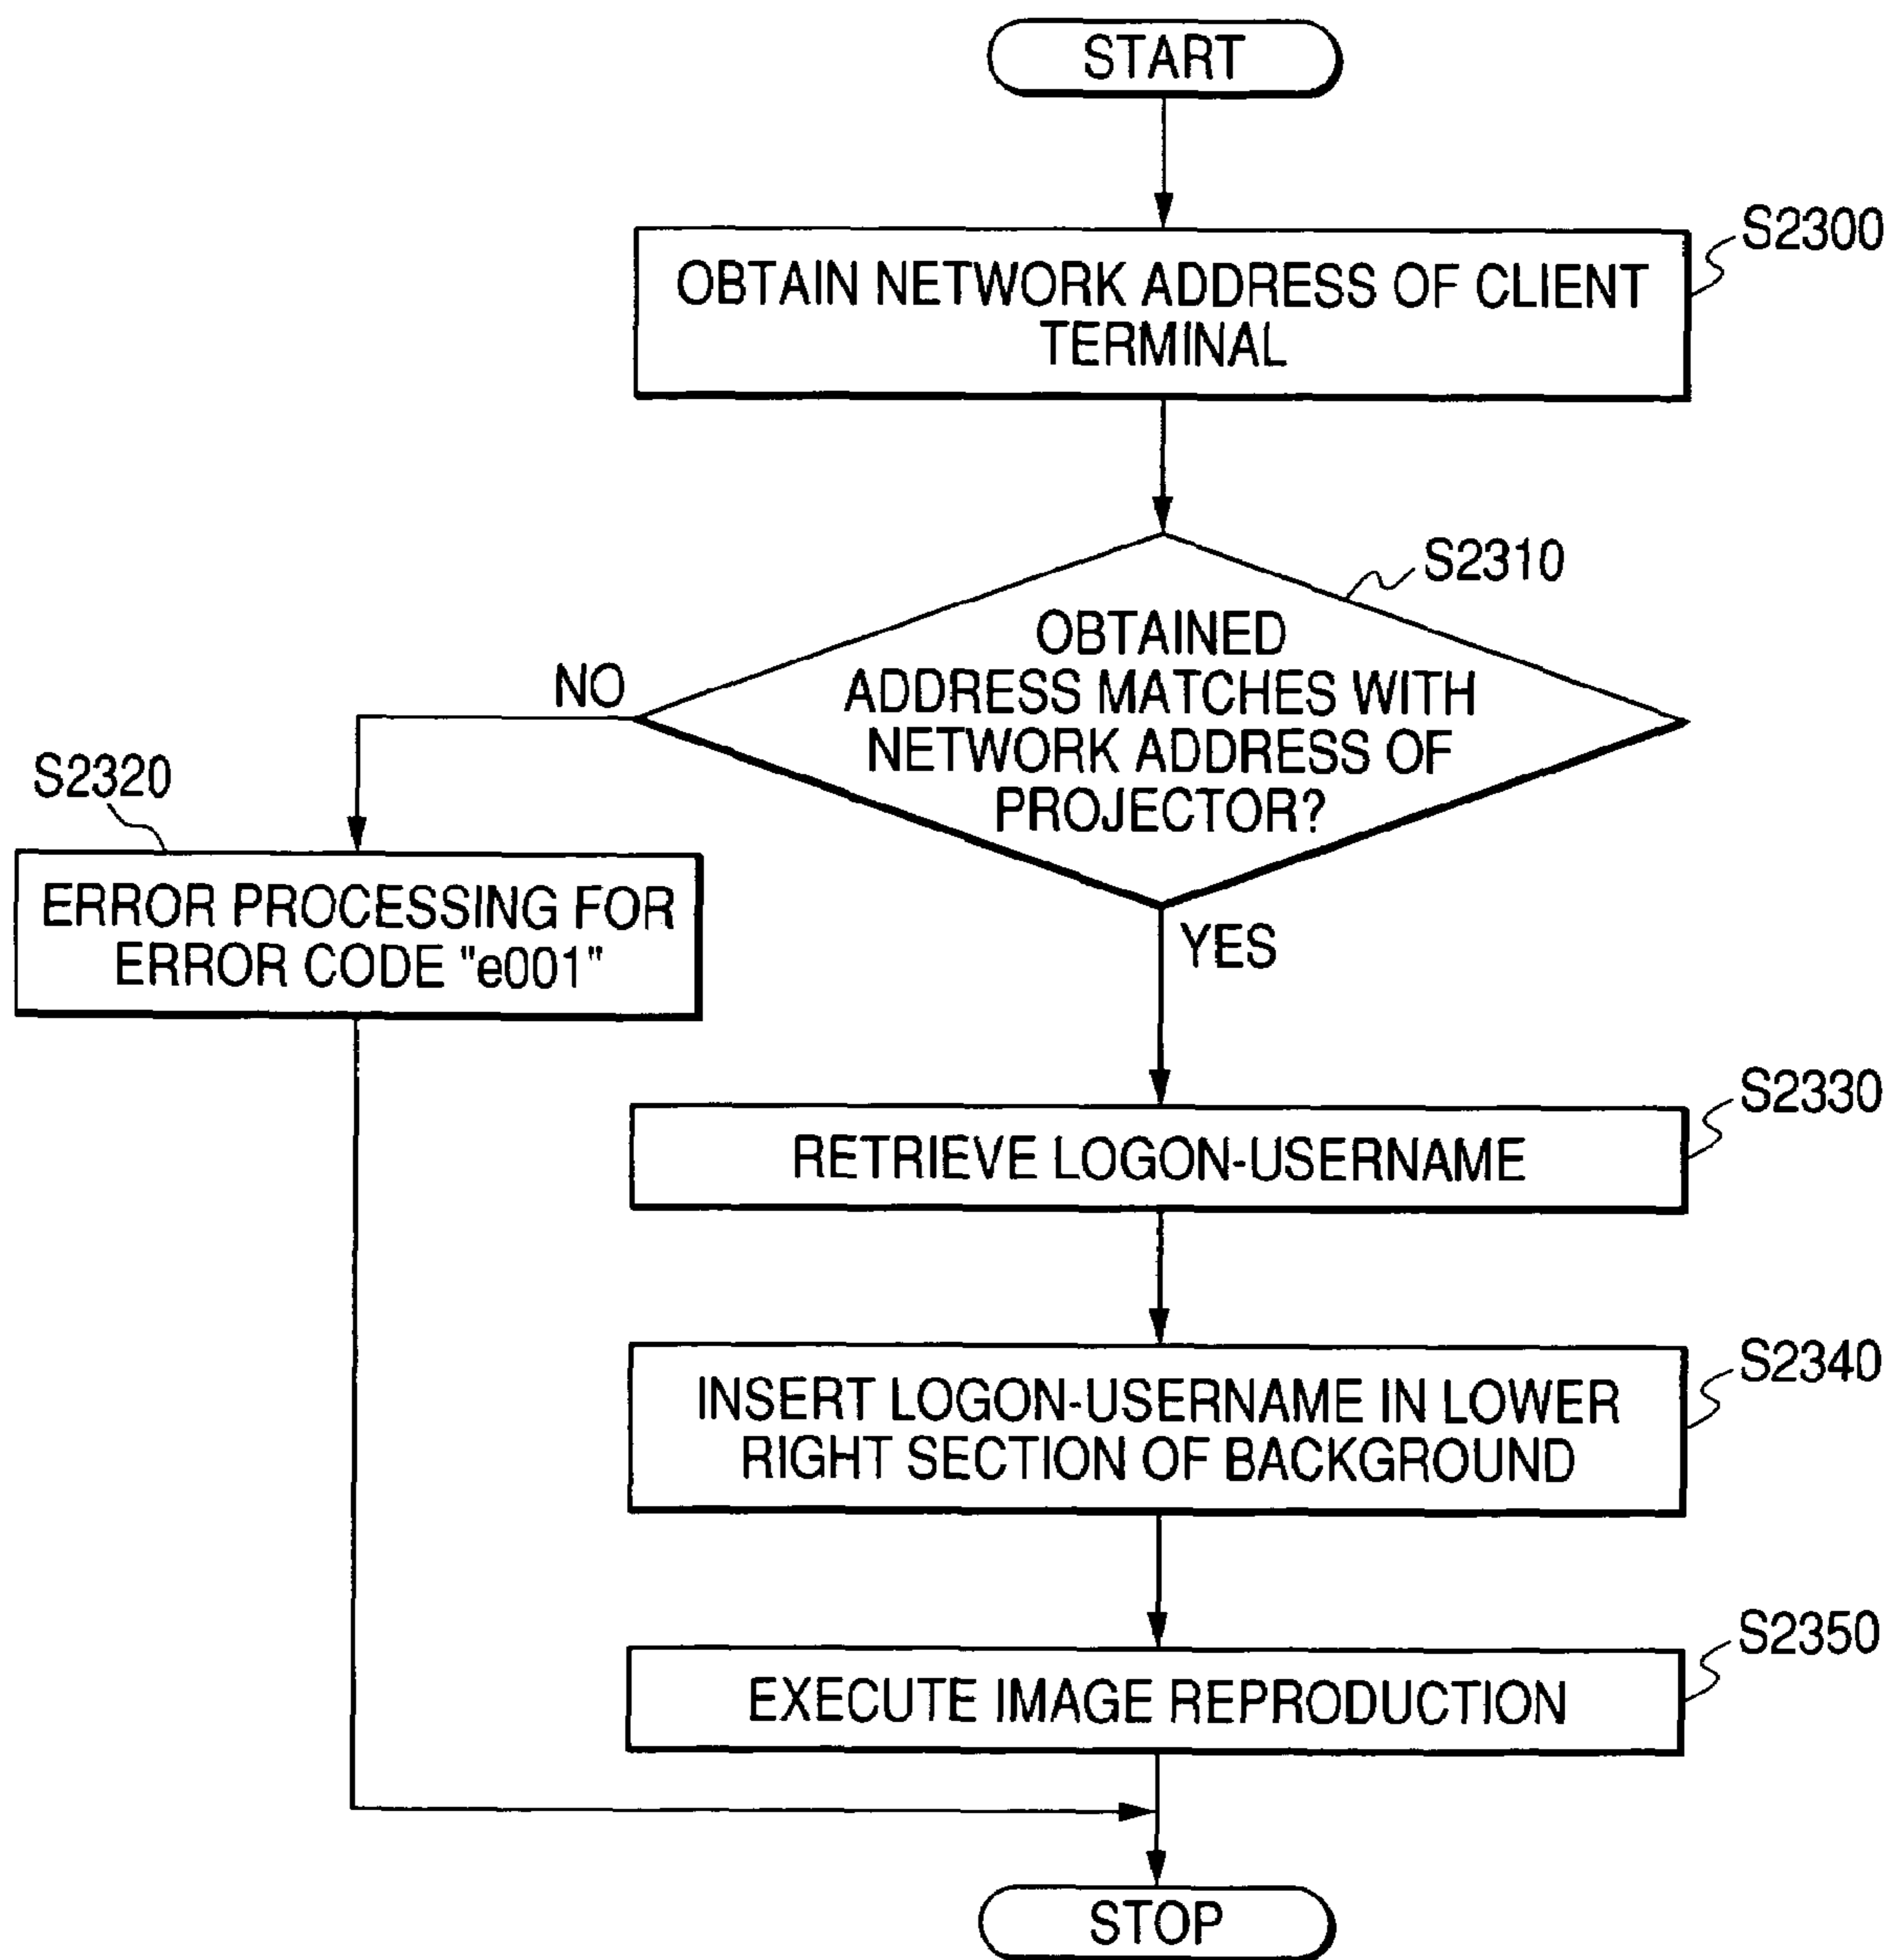 START
S2300
OBTAIN NETWORK ADDRESS OF CLIENT
TERMINAL
S2310
OBTAINED
ADDRESS MATCHES WITH
NETWORK ADDRESS OF
PROJECTOR?
NO
S2320
ERROR PROCESSING FOR
ERROR CODE "e001"
YES
S2330
RETRIEVE LOGON-USERNAME
S2340
INSERT LOGON-USERNAME IN LOWER
RIGHT SECTION OF BACKGROUND
S2350
EXECUTE IMAGE REPRODUCTION
STOP